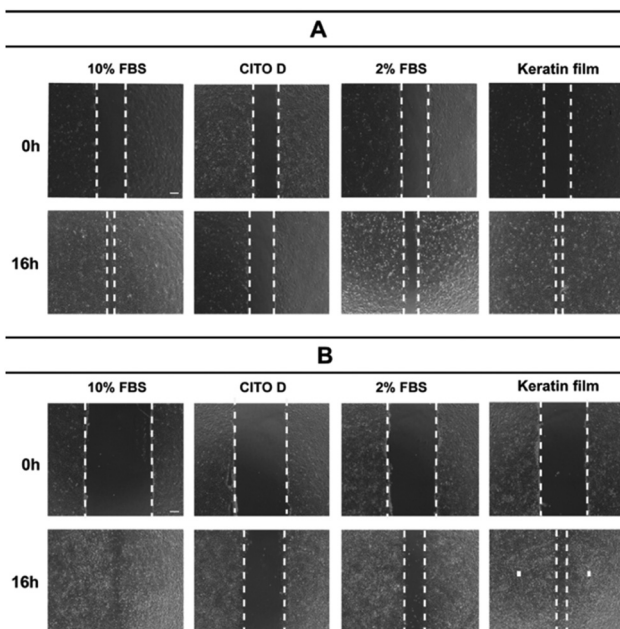 A
10% FBS CITO D 2% FBS Keratin film
0h
16h
B
10% FBS CITO D 2% FBS Keratin film
0h
16h